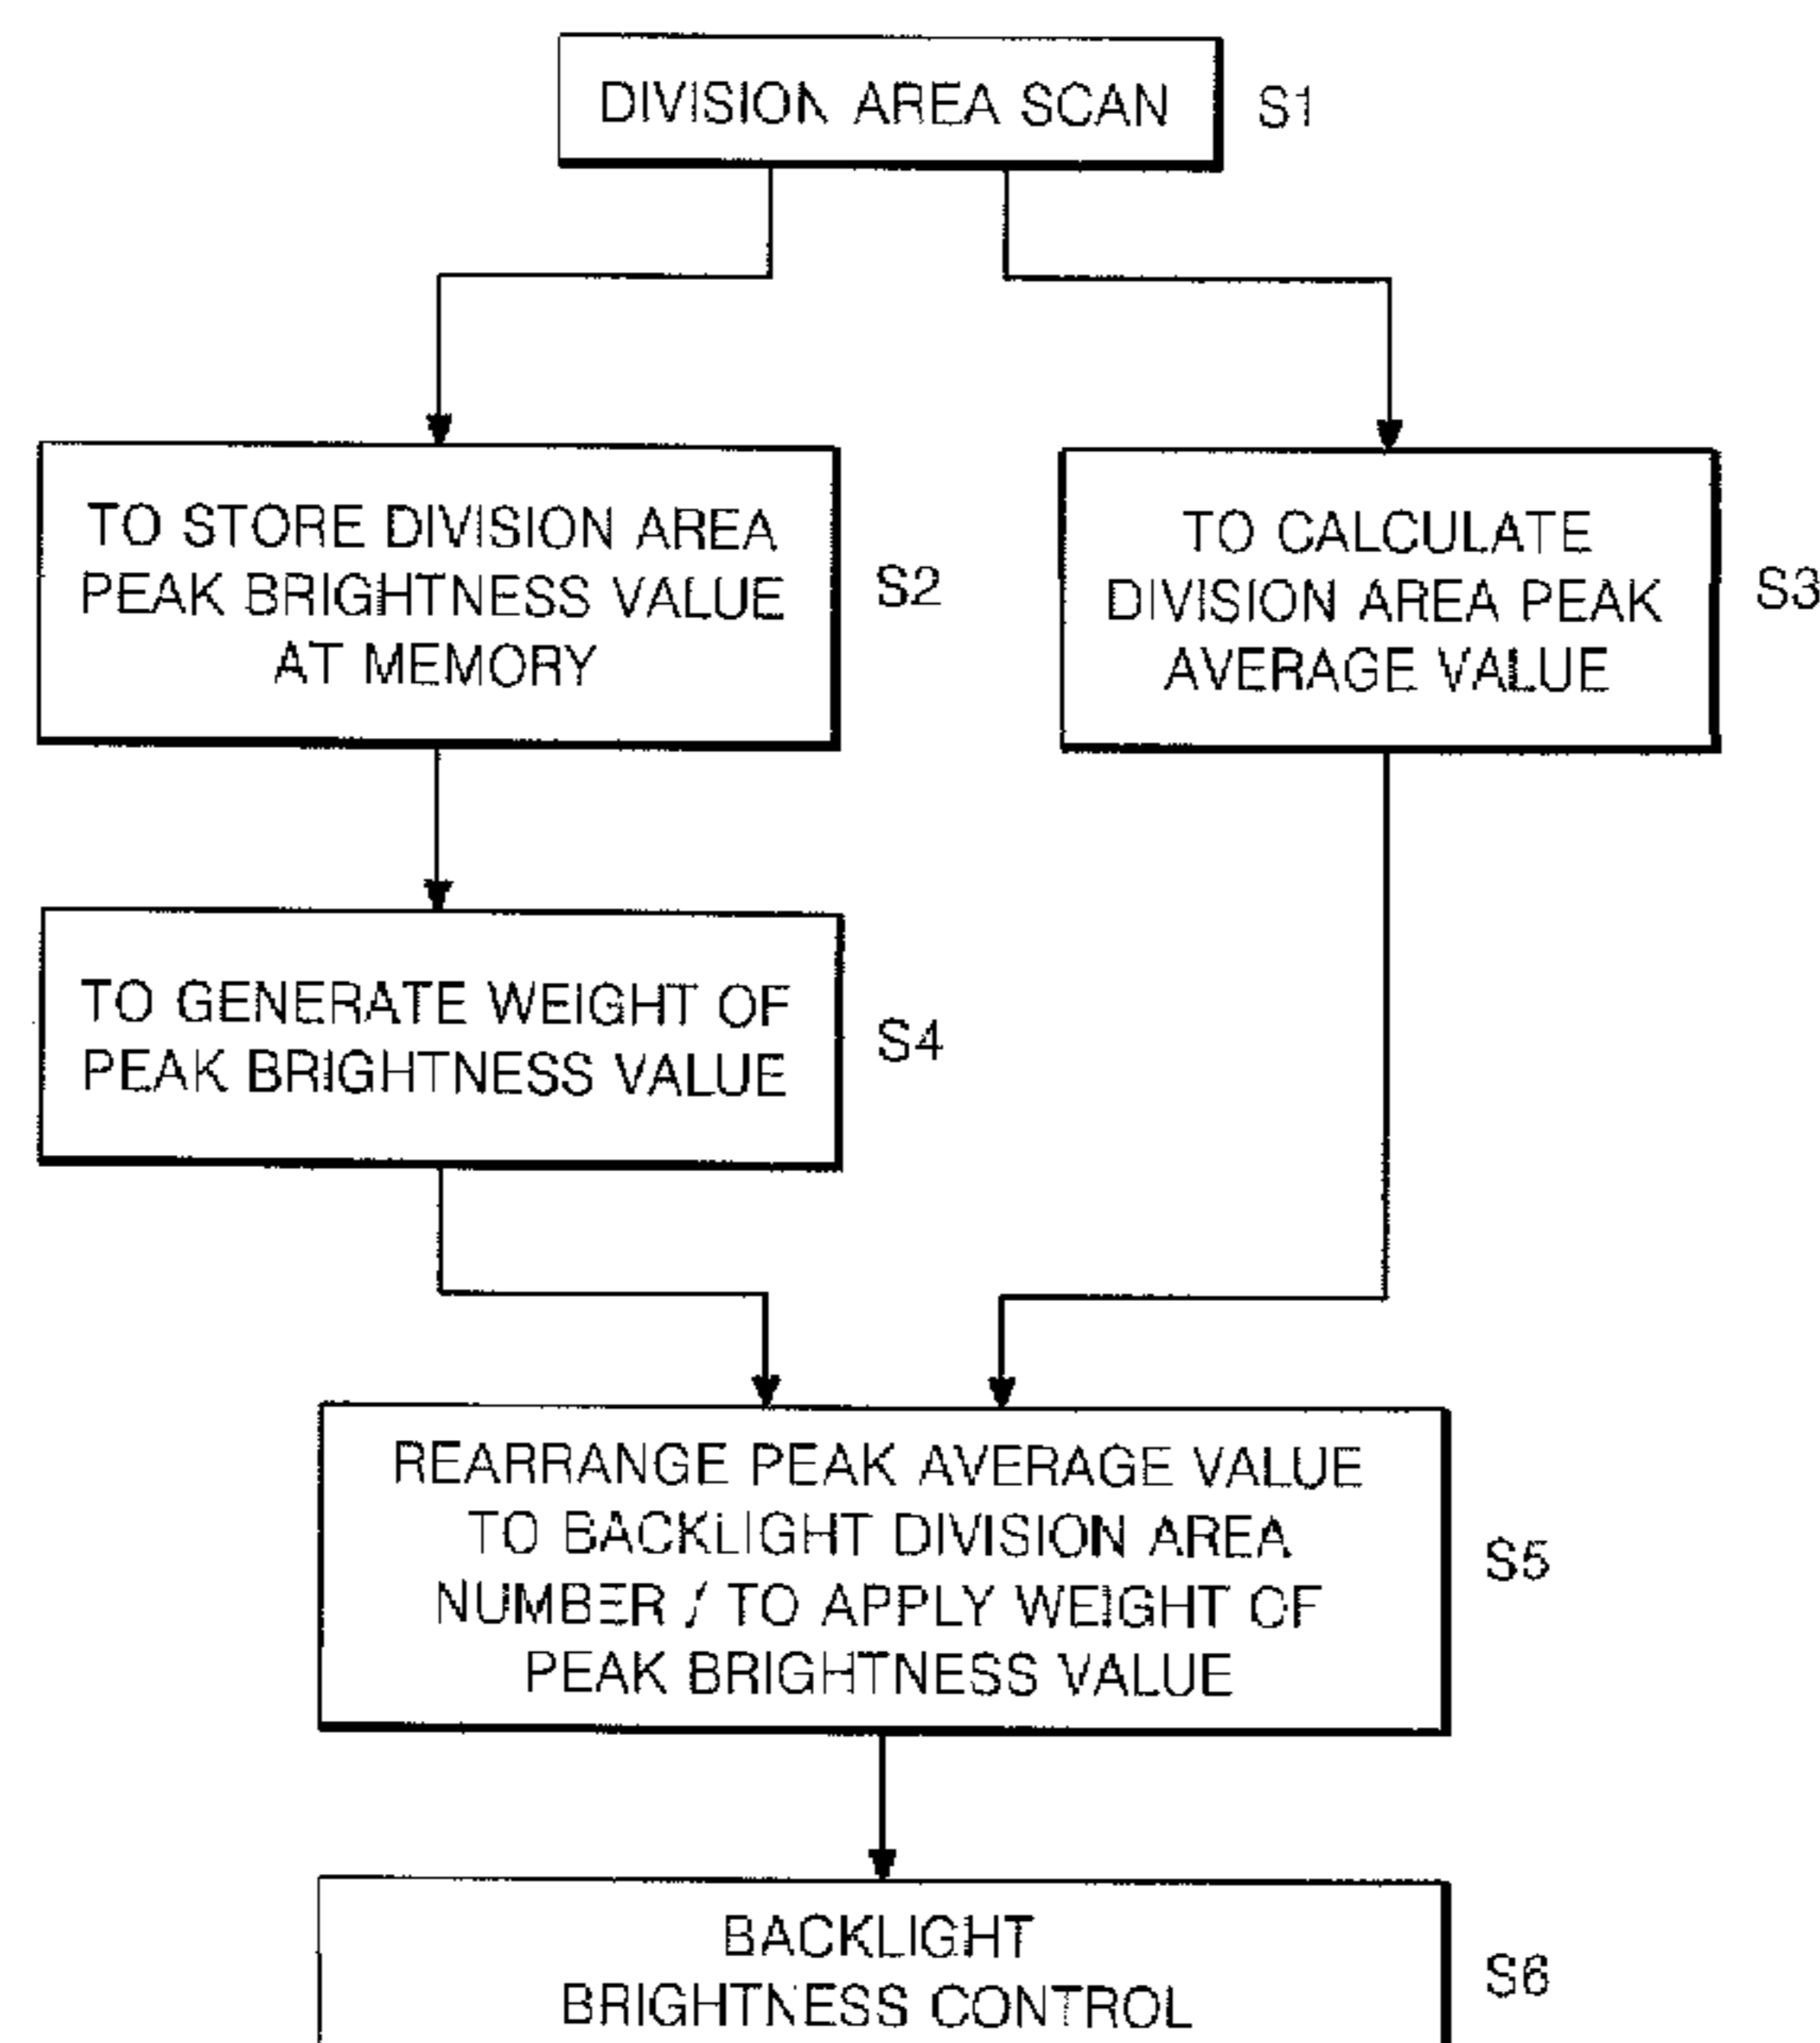 DIVISION AREA SCAN
S1
TO STORE DIVISION AREA
PEAK BRIGHTNESS VALUE
AT MEMORY
S2
TO CALCULATE
DIVISION AREA PEAK
AVERAGE VALUE
S3
TO GENERATE WEIGHT OF
PEAK BRIGHTNESS VALUE
S4
REARRANGE PEAK AVERAGE VALUE
TO BACKLIGHT DIVISION AREA
NUMBER / TO APPLY WEIGHT OF
PEAK BRIGHTNESS VALUE
S5
BACKLIGHT
BRIGHTNESS CONTROL
S6